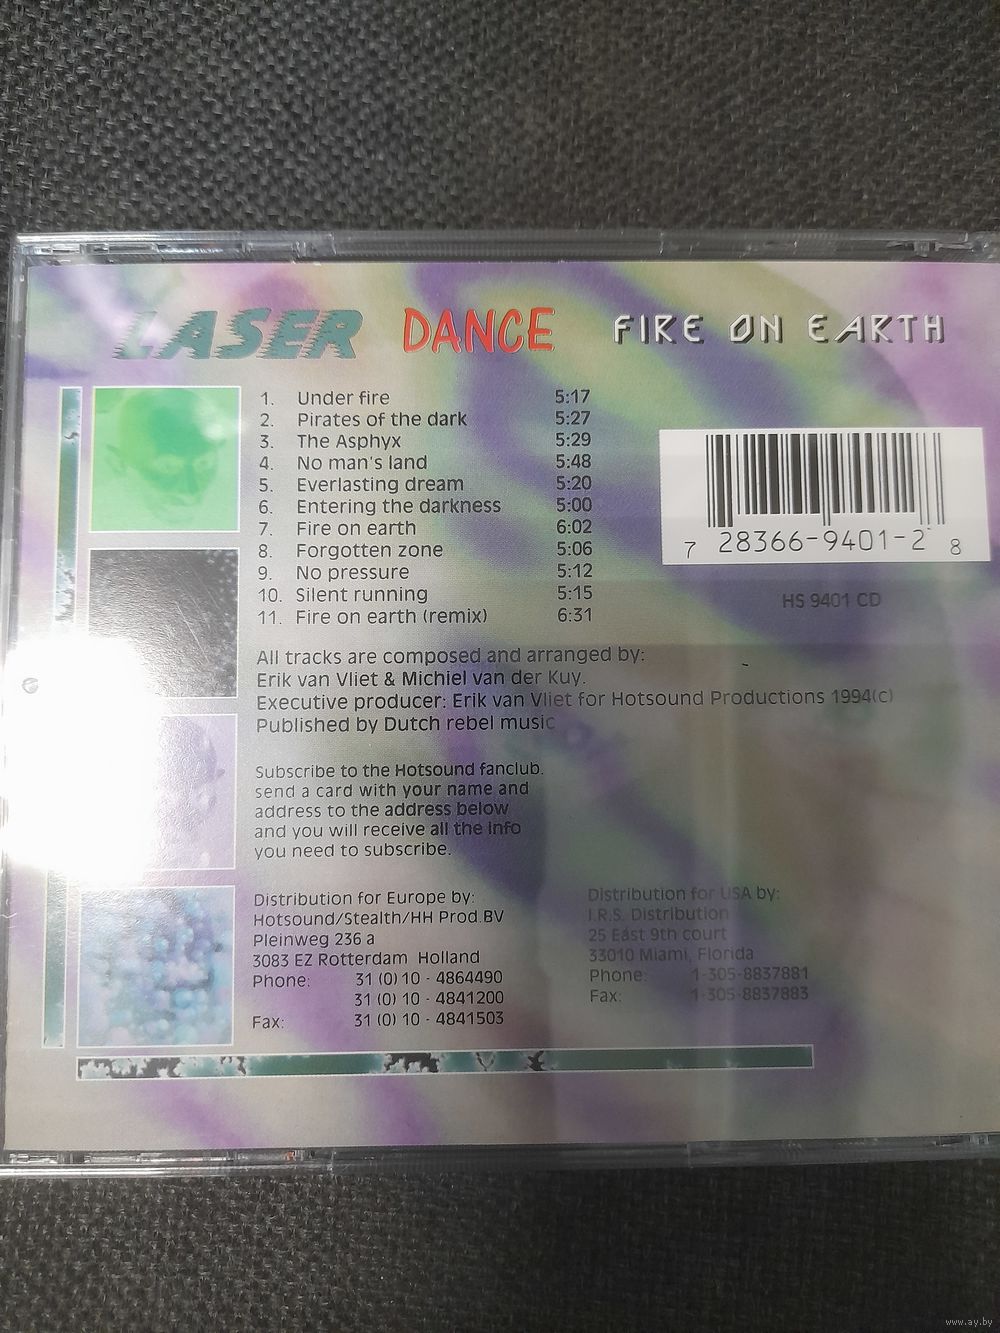 LASER DANCE FIRE ON EARTH
1. Under fire 5:17
2. Pirates of the dark 5:27
3. The Asphyx 5:29
4. No man's land 5:48
5. Everlasting dream 5:20
6. Entering the darkness 5:00
7. Fire on earth 6:02
8. Forgotten zone 5:06
9. No pressure 5:12
10. Silent running 5:15
11. Fire on earth (remix) 6:31
7 28366-9401-2 8
HS 9401 CD
All tracks are composed and arranged by:
Erik van Vliet & Michiel van der Kuy.
Executive producer: Erik van Vliet for Hotsound Productions 1994(c)
Published by Dutch rebel music
Subscribe to the Hotsound fanclub.
send a card with your name and
address to the address below
and you will receive all the info
you need to subscribe.
Distribution for Europe by:
Hotsound/Stealth/HH Prod.BV
Pleinweg 236 a
3083 EZ Rotterdam Holland
Phone: 31 (0) 10 - 4864490
31 (0) 10 - 4841200
Fax: 31 (0) 10 - 4841503
Distribution for USA by:
I.R.S. Distribution
25 East 9th court
33010 Miami, Florida
Phone: 1-305-8837881
Fax: 1-305-8837883
www.ay.by